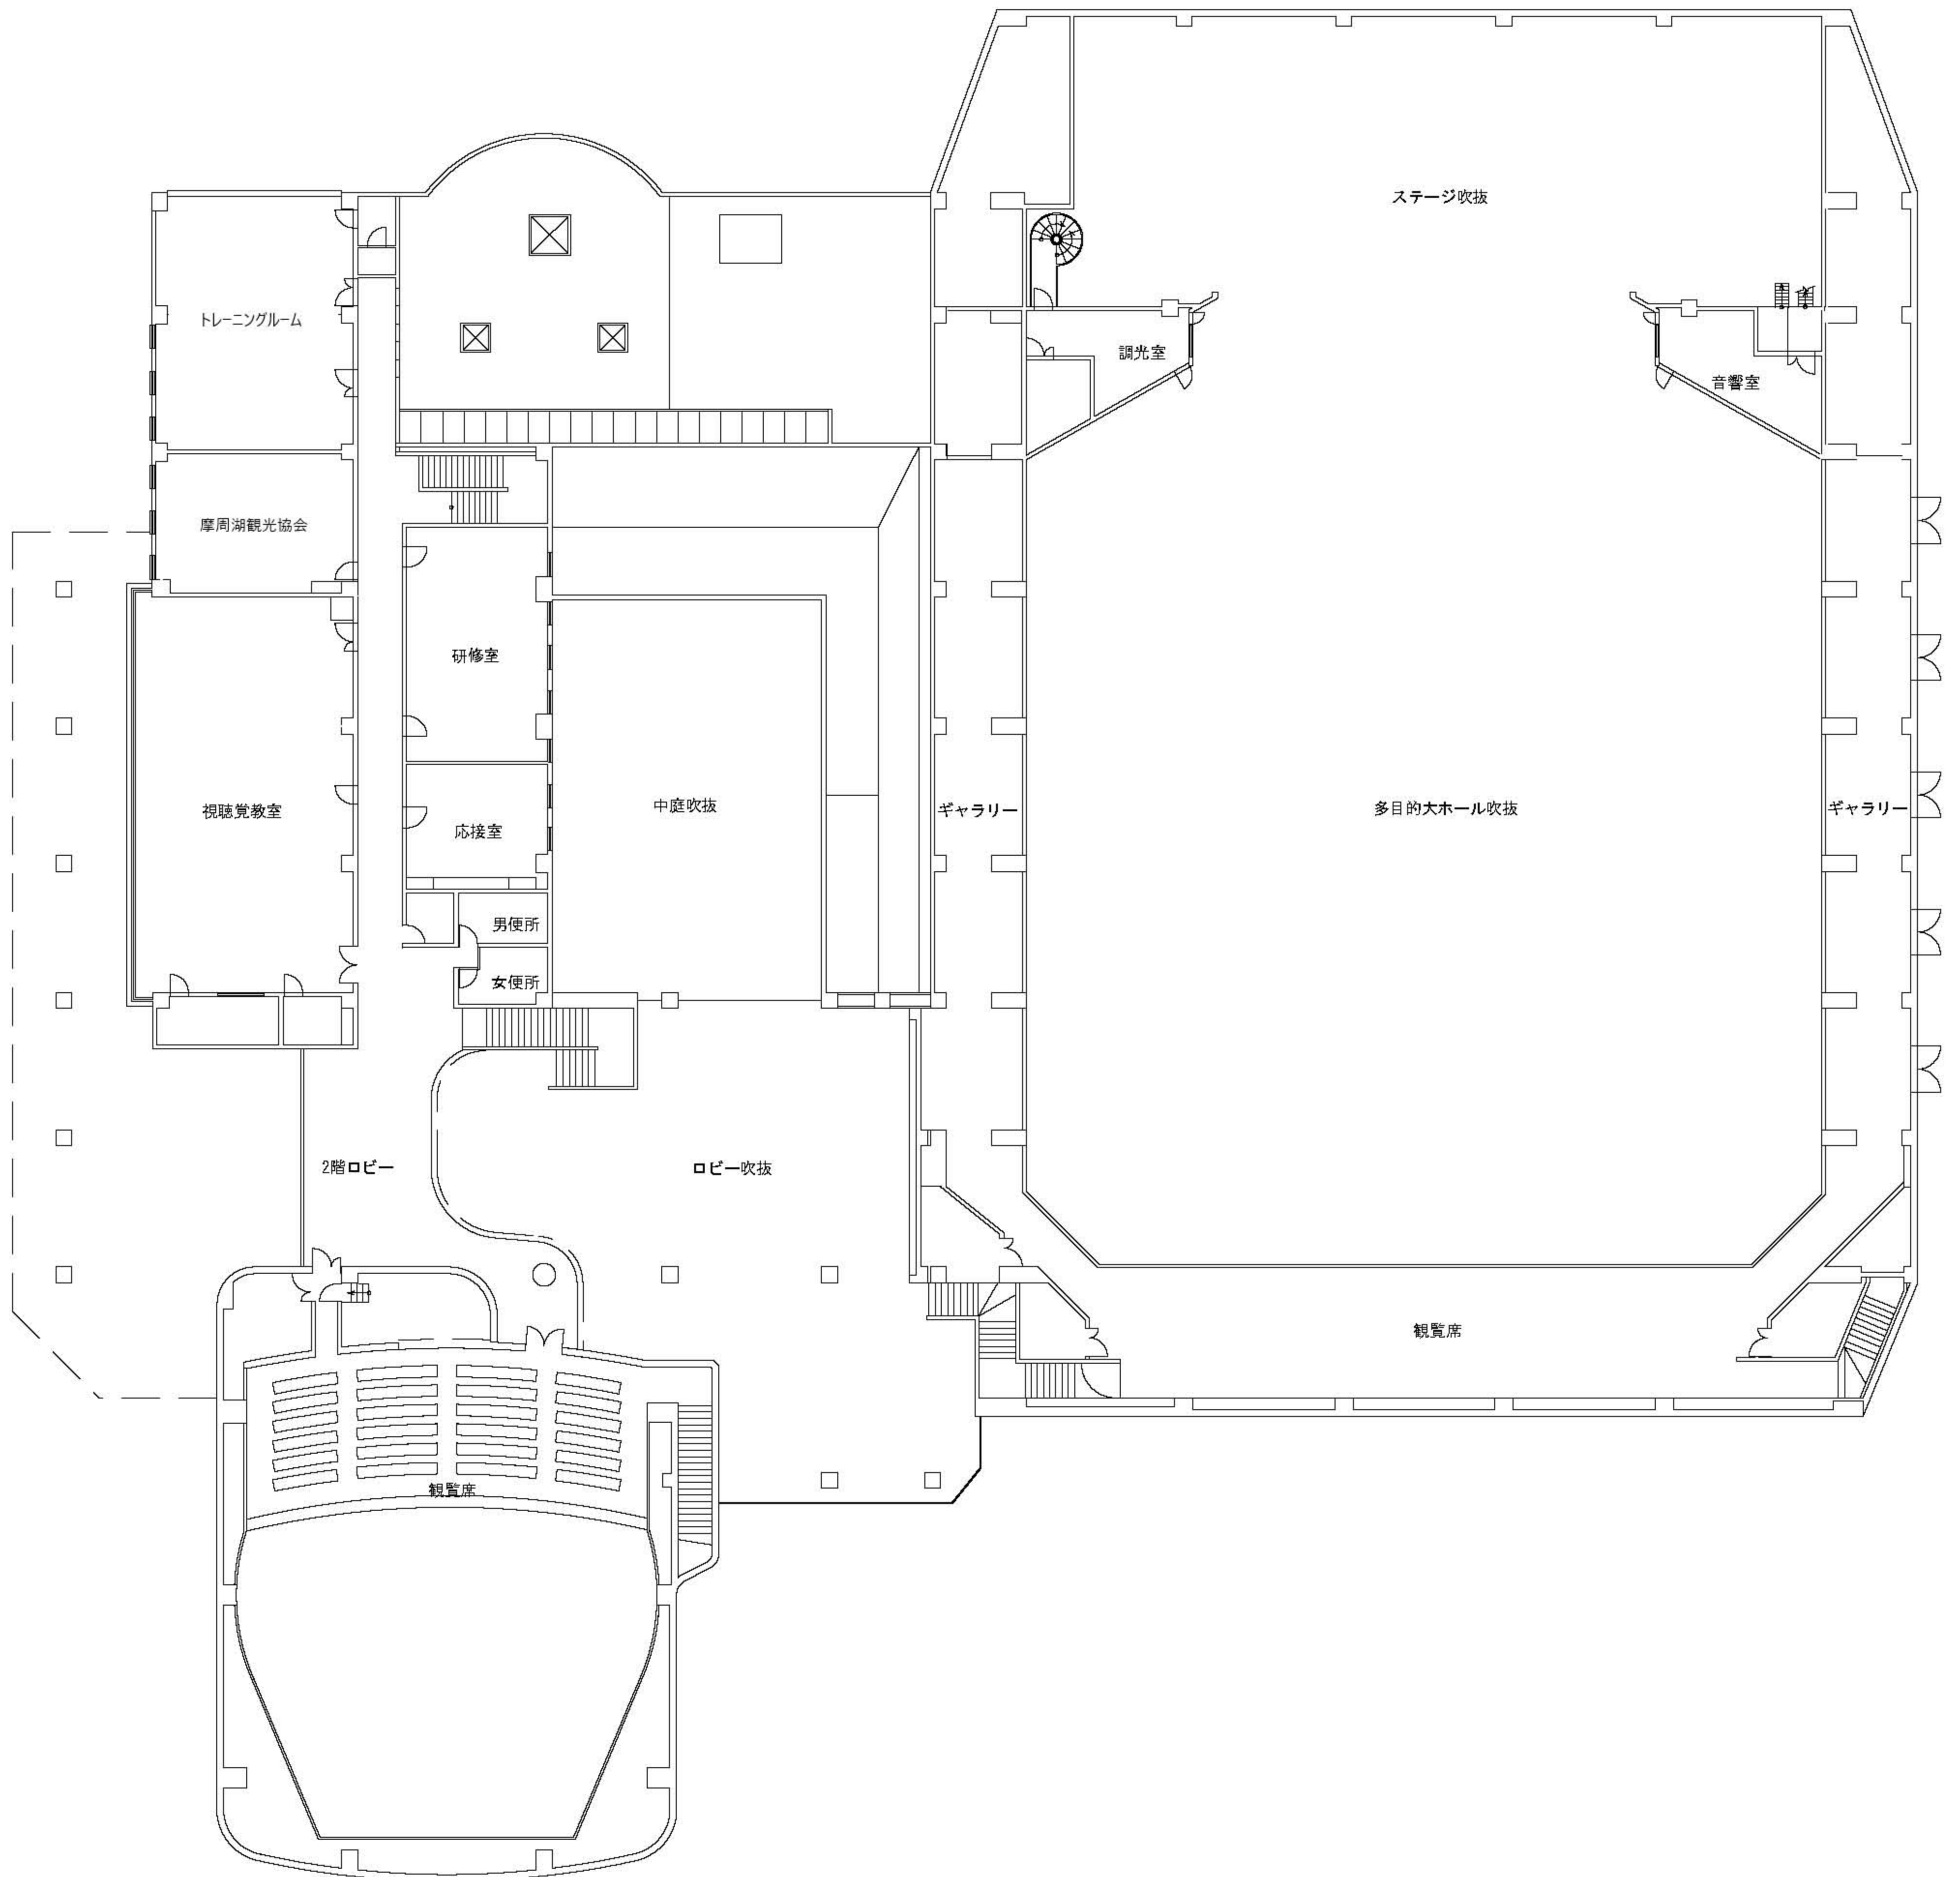 ステージ吹抜
トレーニングルーム
調光室
音響室
摩周湖観光協会
研修室
視聴覚教室
応接室
中庭吹抜
ギャラリー
多目的大ホール吹抜
ギャラリー
男便所
女便所
2階ロビー
ロビー吹抜
観覧席
観覧席